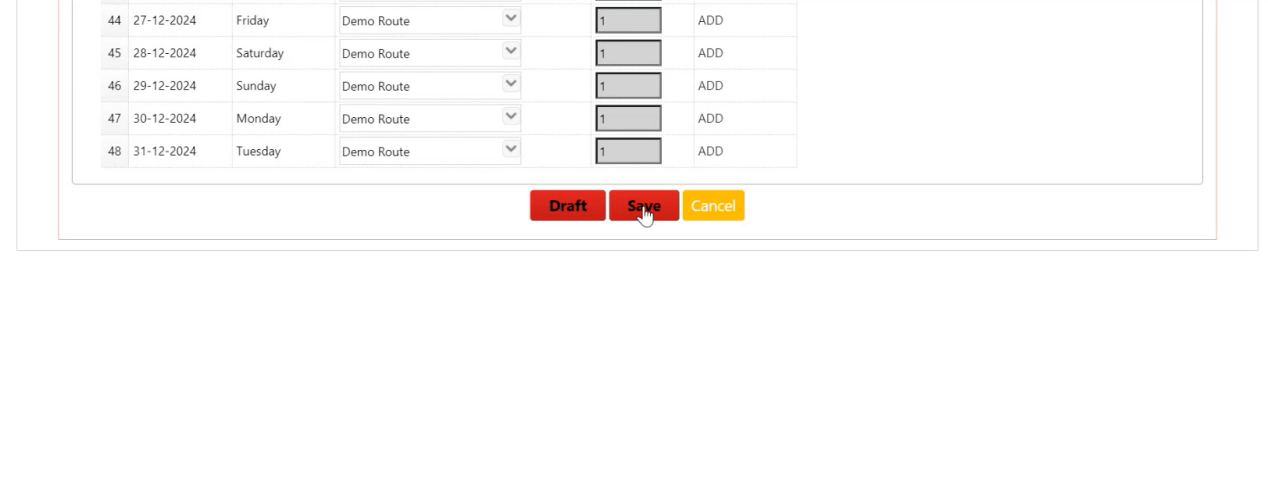 44 27-12-2024 Friday Demo Route 1 ADD
45 28-12-2024 Saturday Demo Route 1 ADD
46 29-12-2024 Sunday Demo Route 1 ADD
47 30-12-2024 Monday Demo Route 1 ADD
48 31-12-2024 Tuesday Demo Route 1 ADD
Draft Save Cancel